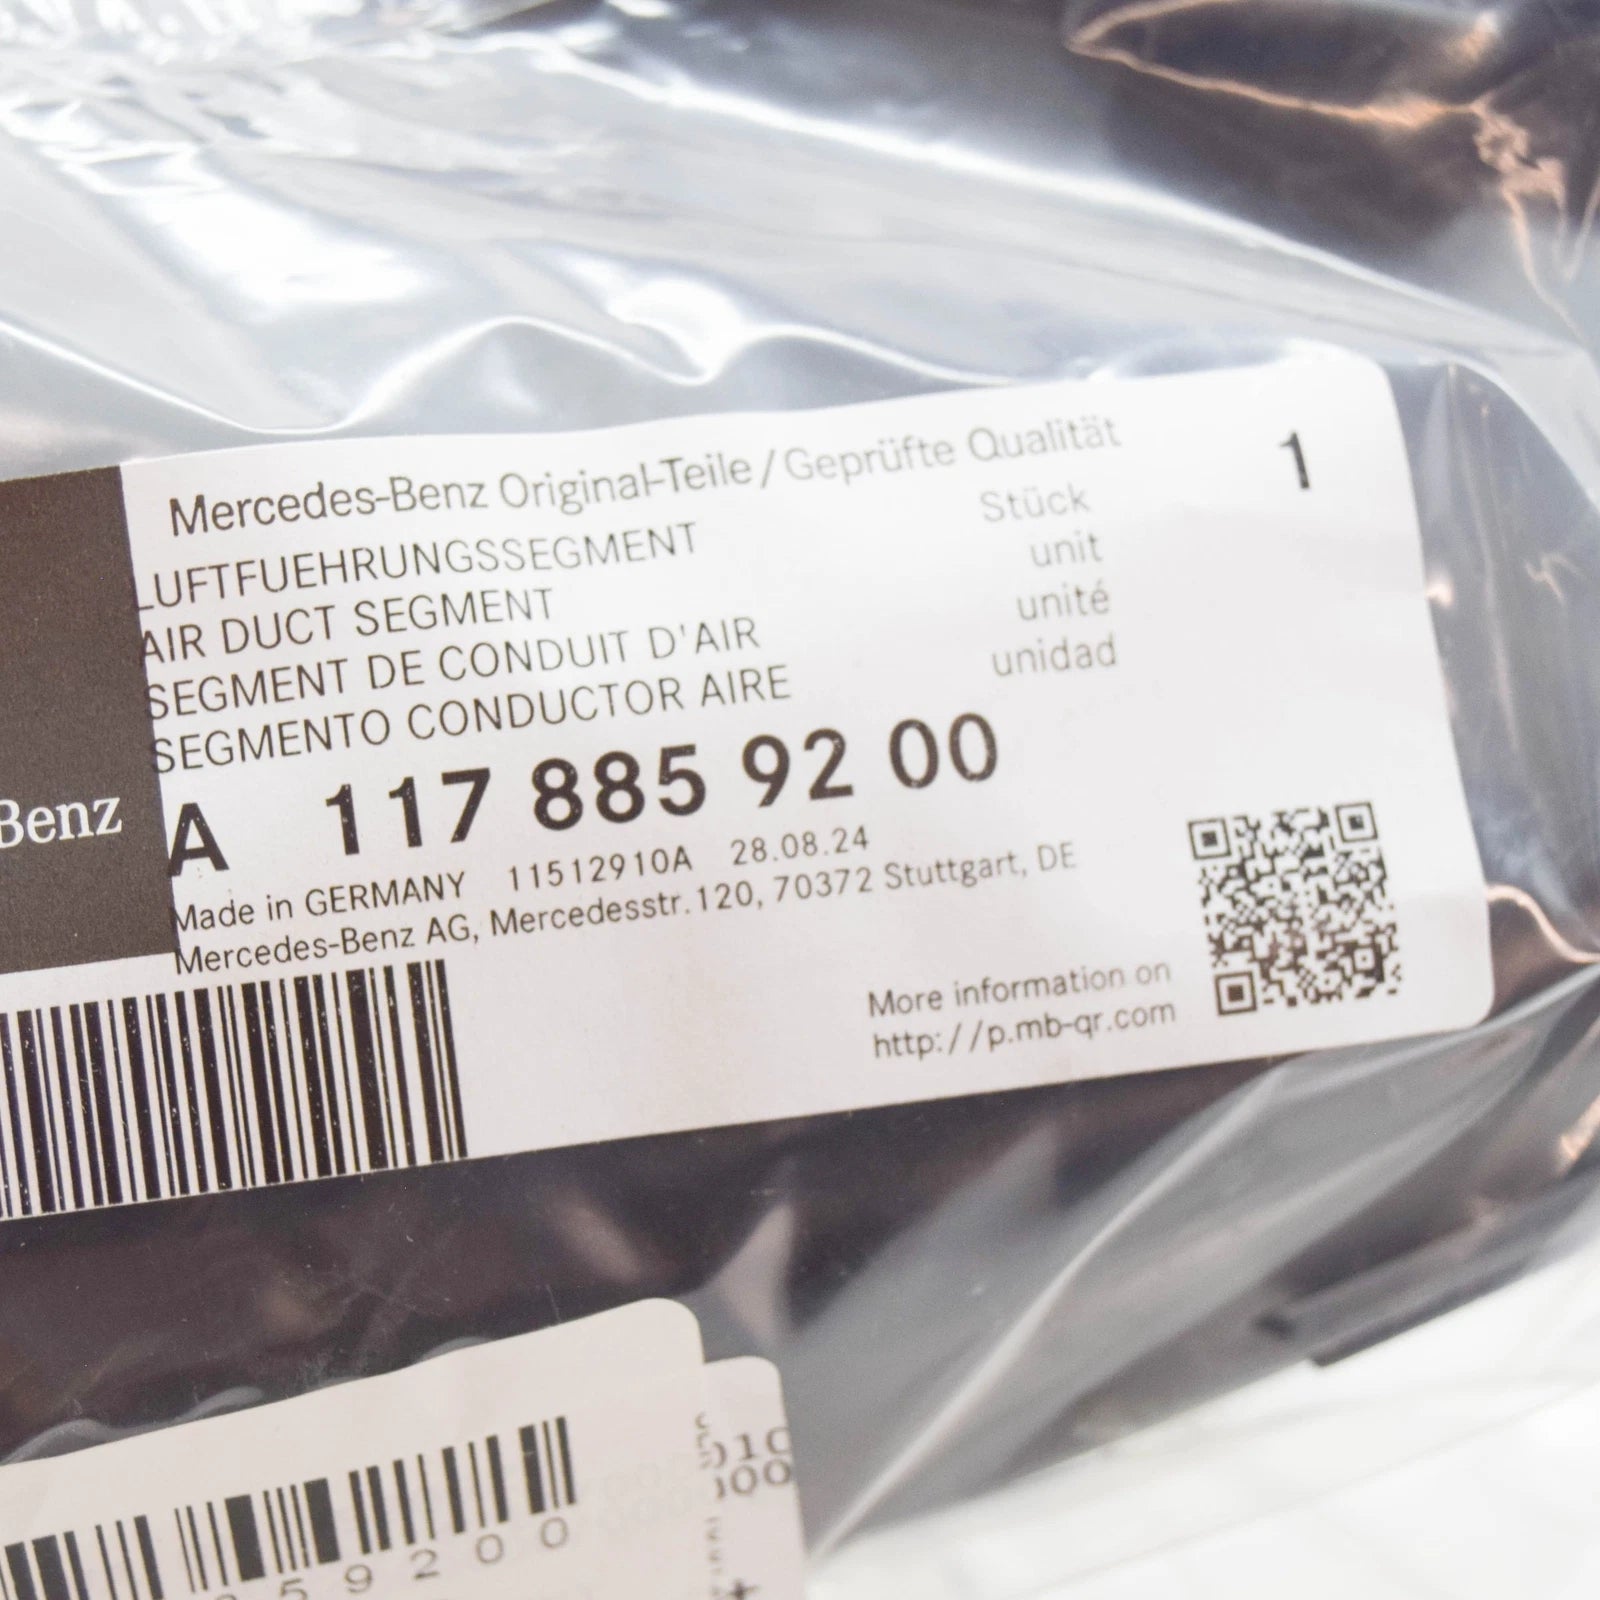 Mercedes-Benz Original-Teile/Geprüfte Qualität
1
LUFTFUEHRUNGSSEGMENT
Stück
AIR DUCT SEGMENT
unit
SEGMENT DE CONDUIT D'AIR
unité
SEGMENTO CONDUCTOR AIRE
unidad
Benz
A 117 885 92 00
Made in GERMANY 11512910A 28.08.24
Mercedes-Benz AG, Mercedesstr.120, 70372 Stuttgart, DE
More information on
http://p.mb-qr.com
59200